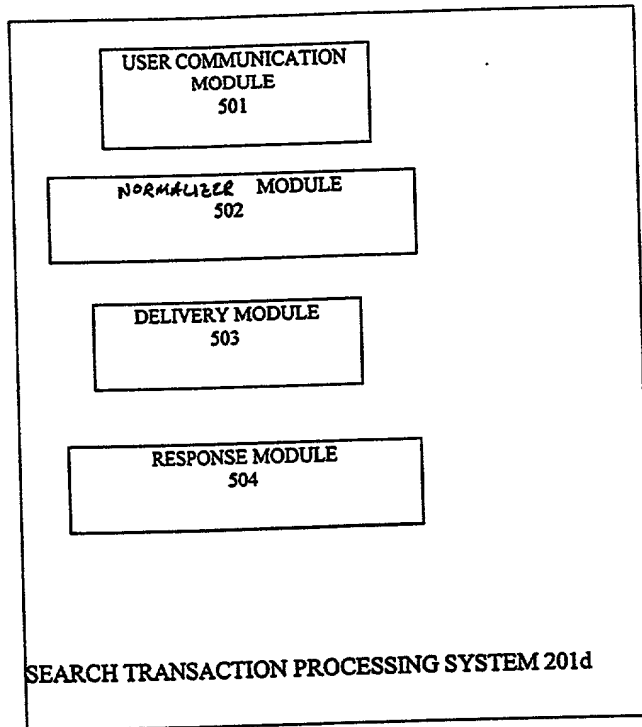 USER COMMUNICATION
MODULE
501
NORMALIZER MODULE
502
DELIVERY MODULE
503
RESPONSE MODULE
504
SEARCH TRANSACTION PROCESSING SYSTEM 201d